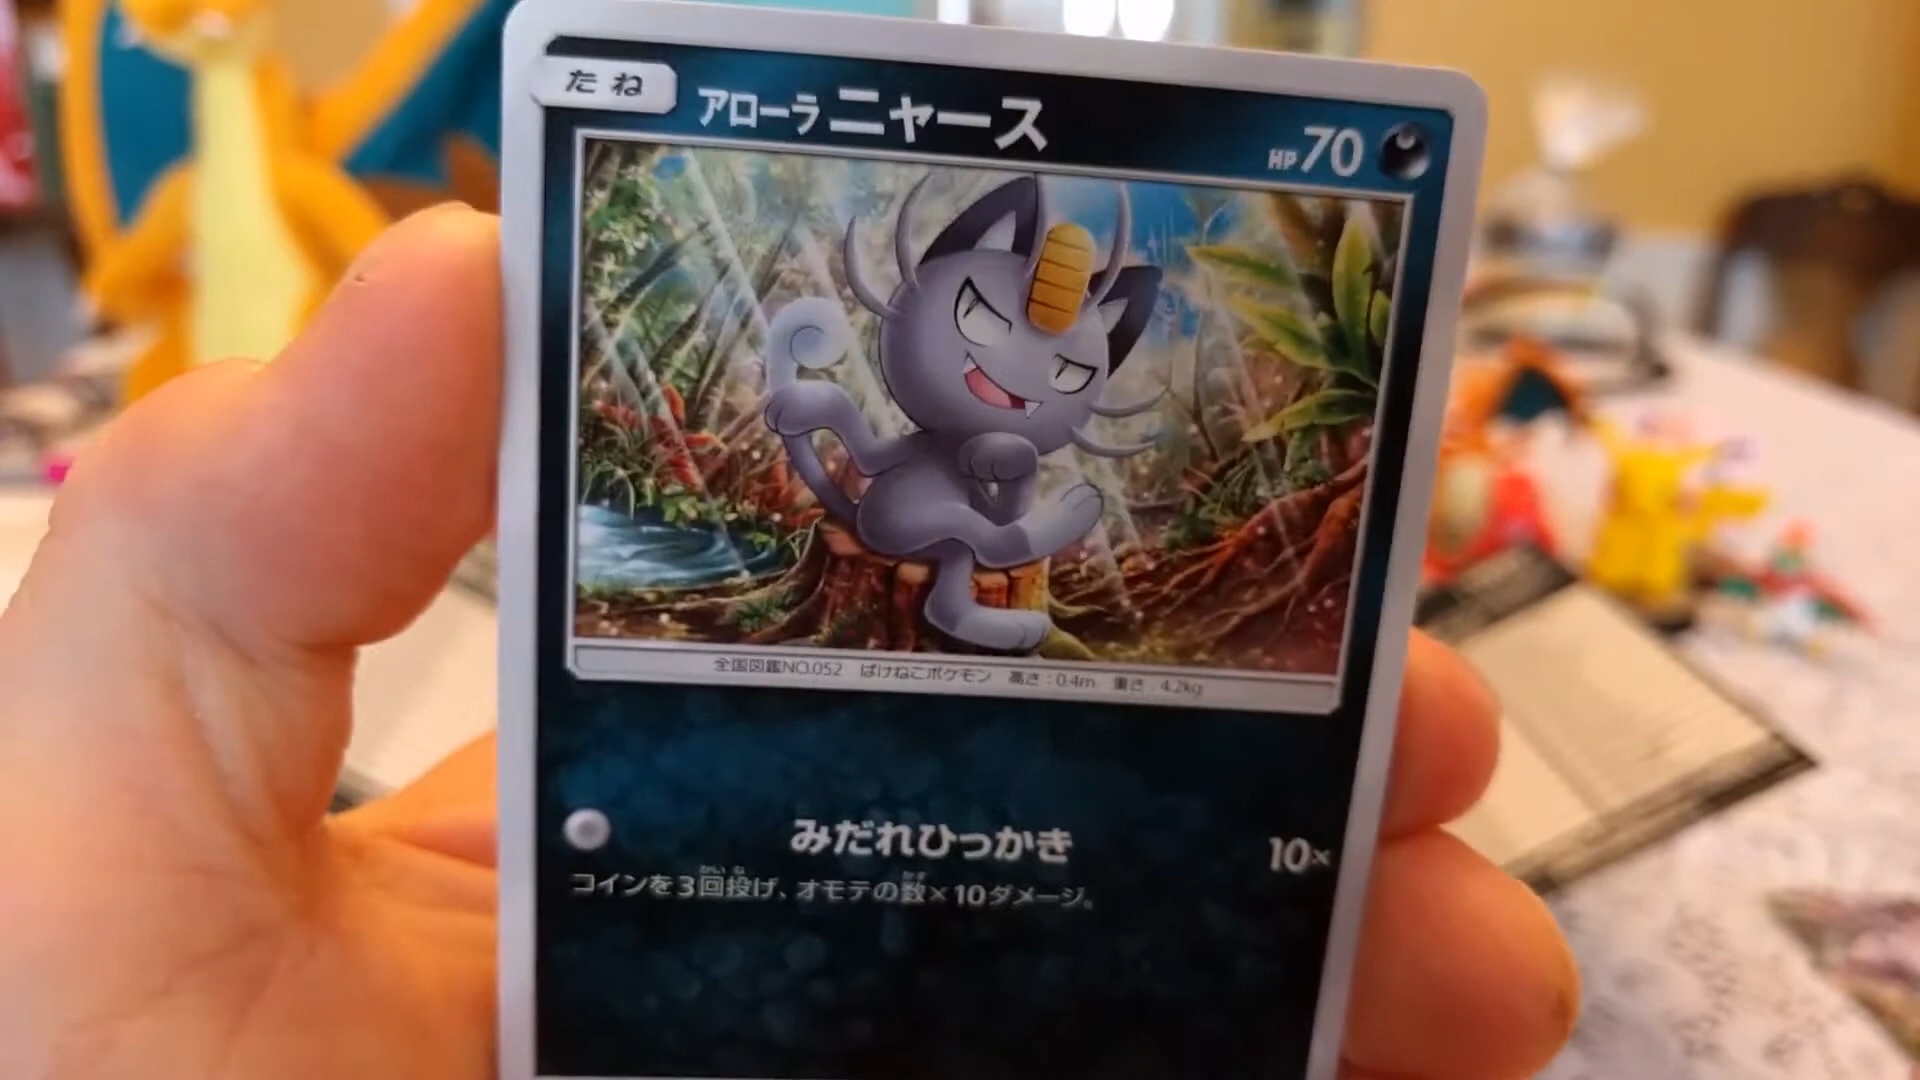 たね
アローラニャース
HP70
全国図鑑NO.052 ばけねこポケモン 高さ:0.4m 重さ:4.2kg
みだれひっかき 10×
コインを3回投げ、オモテの数×10ダメージ。